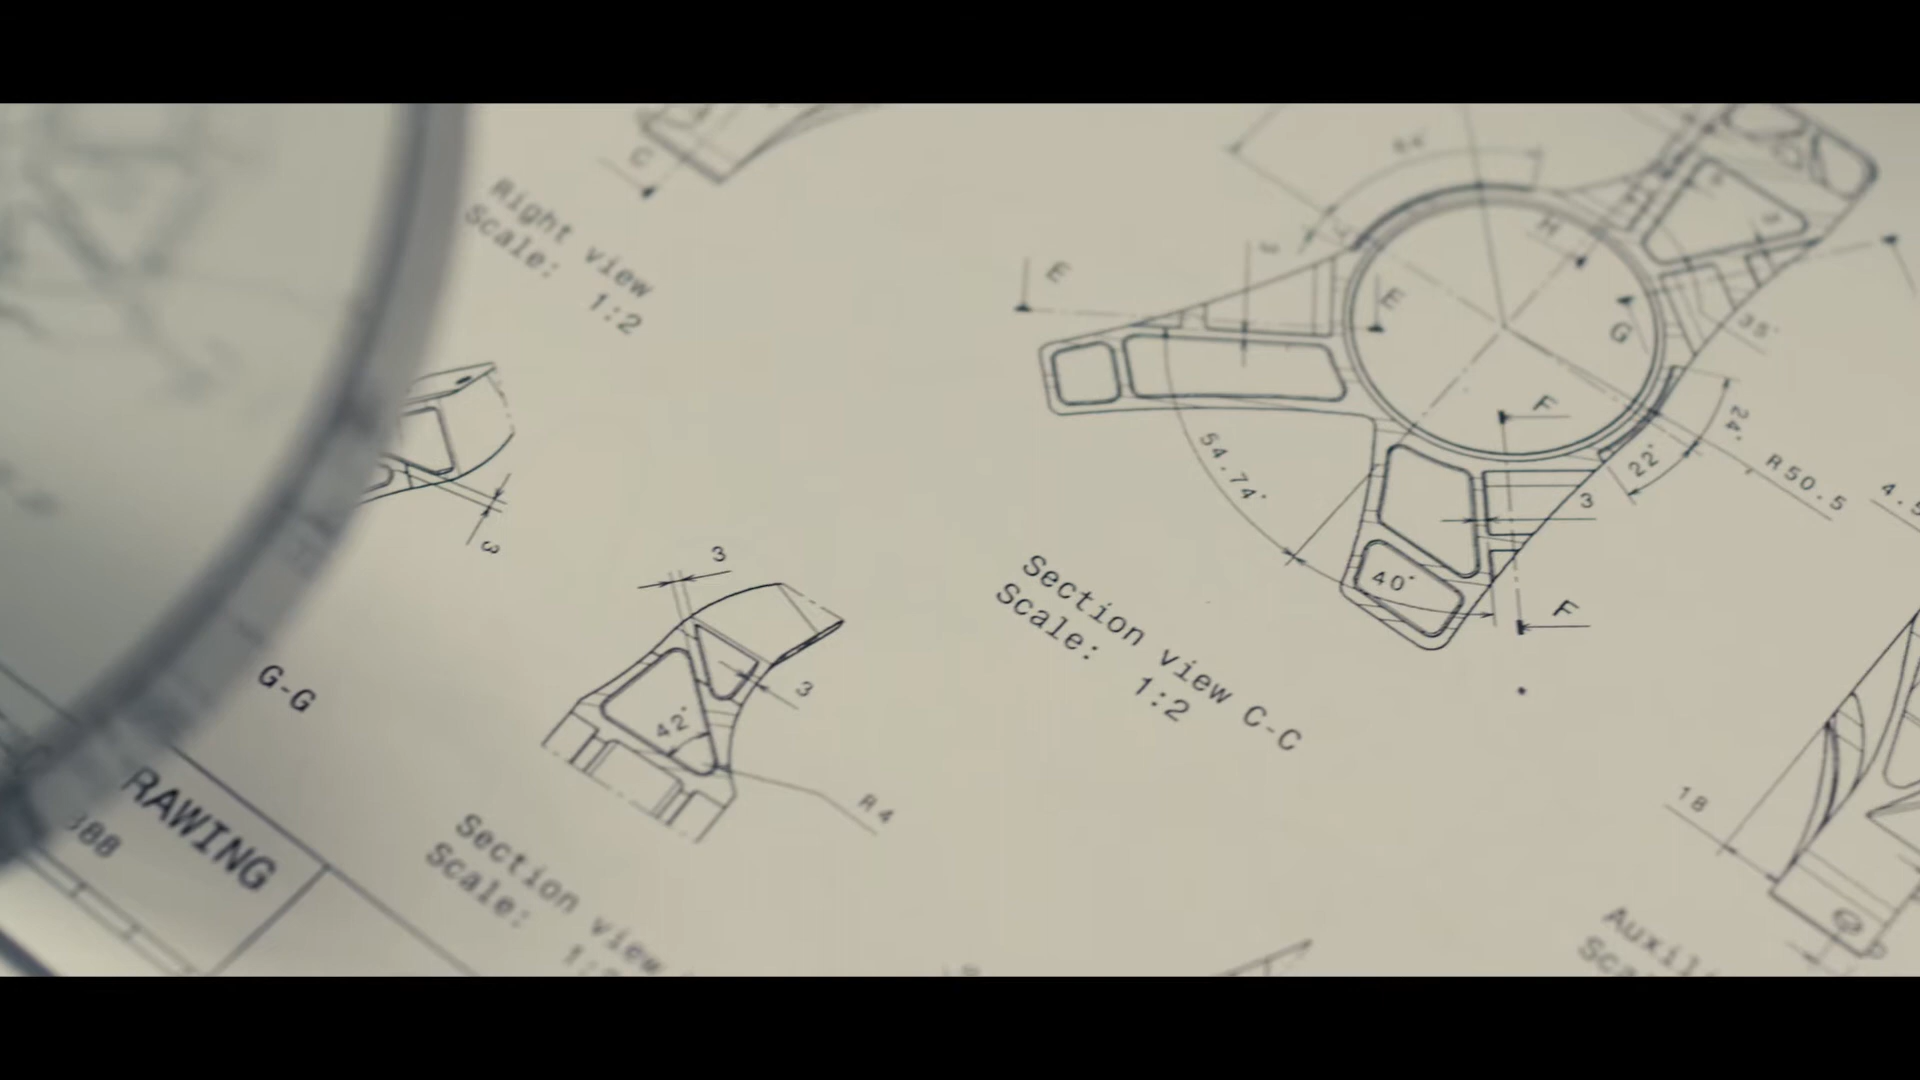 C
Right view
Scale:
1:2
3
G-G
RAWING
388
3
3
42°
R4
Section view
Scale:
E
E
H
G
F
F
35°
24°
22°
R50.5
3
40°
54.74°
Section view C-C
Scale:
1:2
18